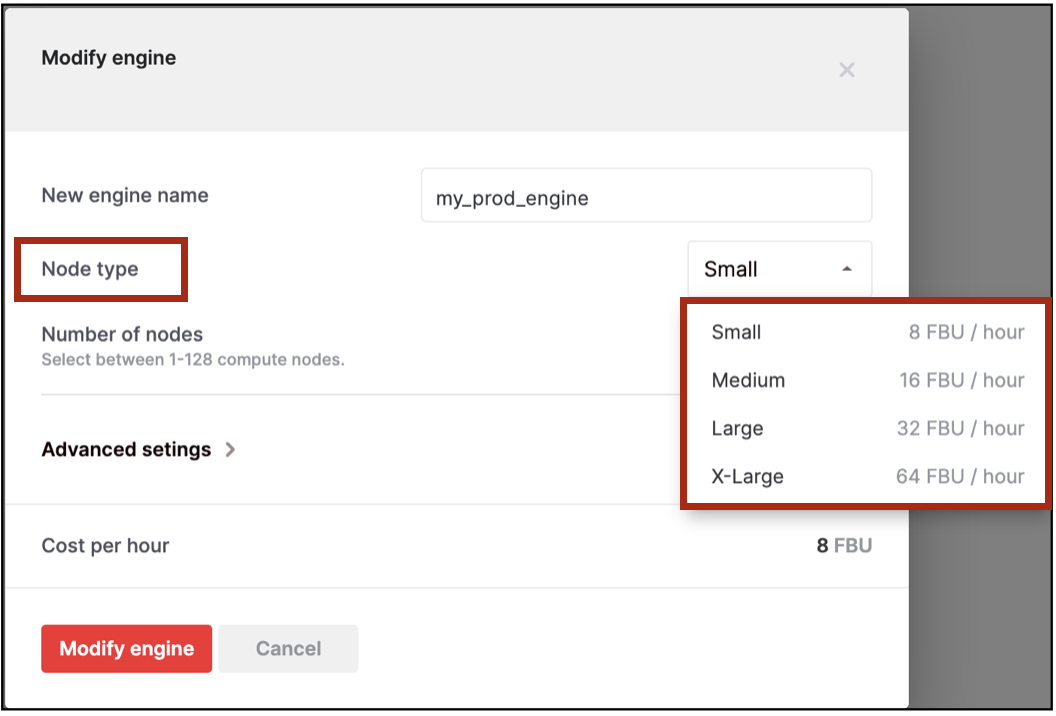 Modify engine
New engine name
my_prod_engine
Node type
Small
Small 8 FBU / hour
Medium 16 FBU / hour
Large 32 FBU / hour
X-Large 64 FBU / hour
Number of nodes
Select between 1-128 compute nodes.
Advanced setings
Cost per hour 8 FBU
Modify engine Cancel